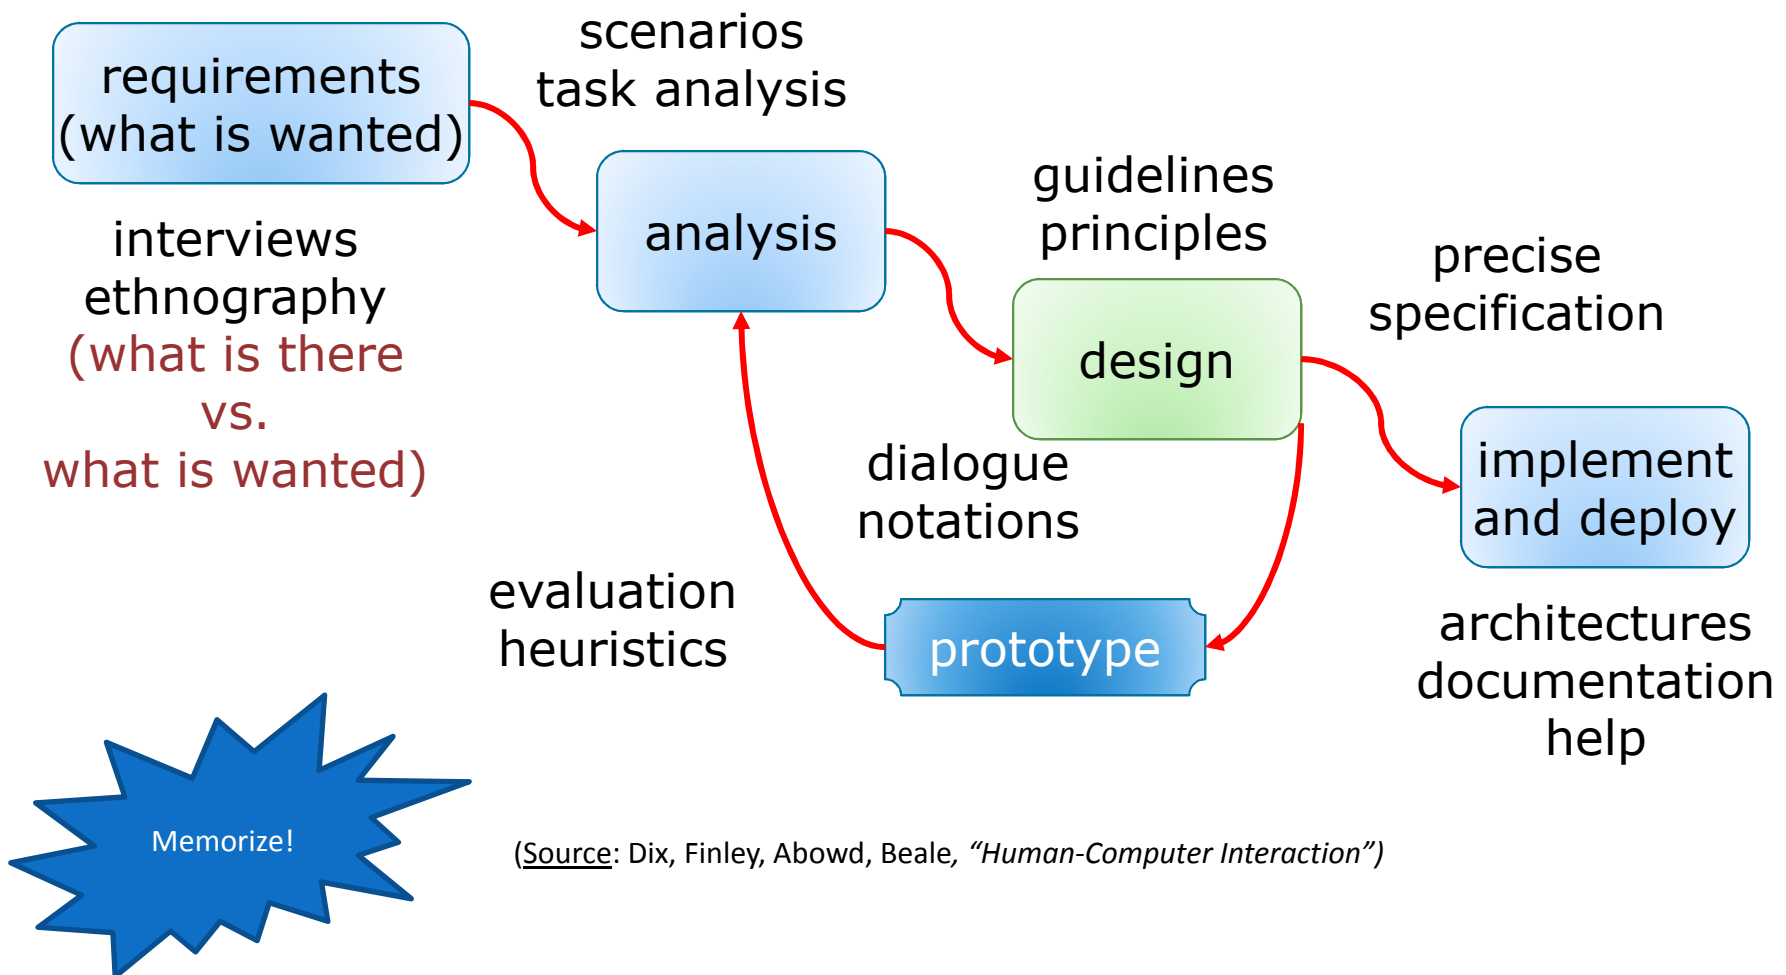 requirements
(what is wanted)
interviews
ethnography
(what is there
vs.
what is wanted)
scenarios
task analysis
analysis
guidelines
principles
design
precise
specification
implement
and deploy
architectures
documentation
help
dialogue
notations
prototype
evaluation
heuristics
Memorize!
(Source: Dix, Finley, Abowd, Beale, “Human-Computer Interaction”)